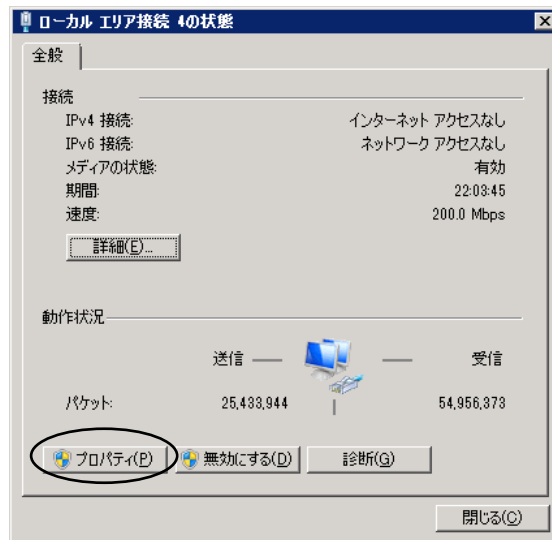 ローカル エリア接続 4の状態
全般
接続
IPv4 接続: インターネット アクセスなし
IPv6 接続: ネットワーク アクセスなし
メディアの状態: 有効
期間: 22:03:45
速度: 200.0 Mbps
詳細(E)...
動作状況
送信 受信
パケット: 25,433,944 54,956,373
プロパティ(P) 無効にする(D) 診断(G)
閉じる(C)